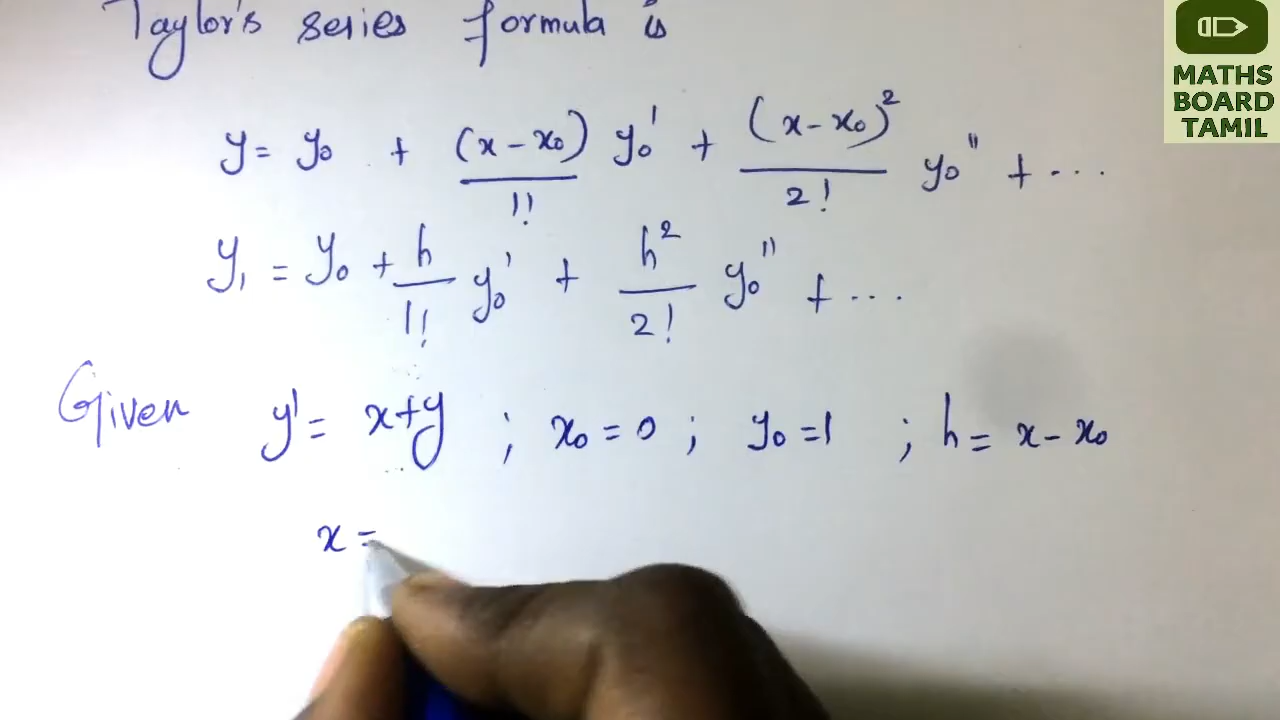 Taylor's series formula is
y = y₀ + (x - x₀)/1! y₀' + (x - x₀)²/2! y₀'' + ...
y₁ = y₀ + h/1! y₀' + h²/2! y₀'' + ...
Given y' = x+y ; x₀ = 0 ; y₀ = 1 ; h = x - x₀
x =
MATHS
BOARD
TAMIL